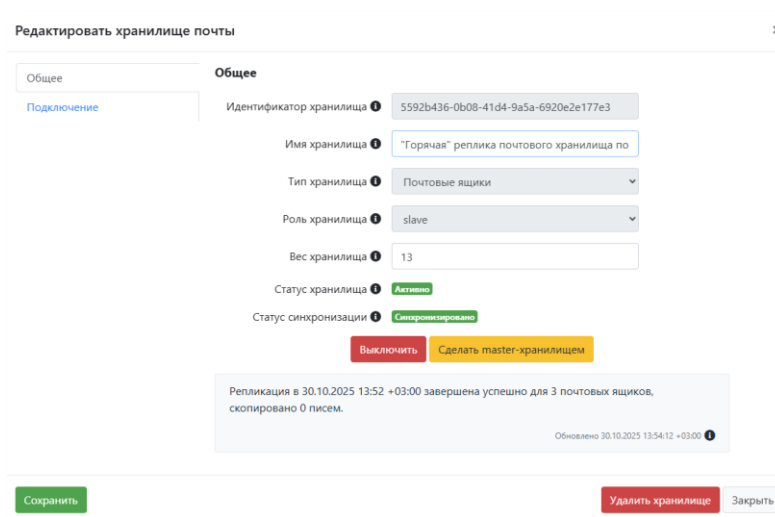 Редактировать хранилище почты
Общее
Подключение
Общее
Идентификатор хранилища
5592b436-0b08-41d4-9a5a-6920e2e177e3
Имя хранилища
"Горячая" реплика почтового хранилища по
Тип хранилища
Почтовые ящики
Роль хранилища
slave
Вес хранилища
13
Статус хранилища
Активно
Статус синхронизации
Синхронизировано
Выключить
Сделать master-хранилищем
Репликация в 30.10.2025 13:52 +03:00 завершена успешно для 3 почтовых ящиков,
скопировано 0 писем.
Обновлено 30.10.2025 13:54:12 +03:00
Сохранить
Удалить хранилище
Закрыть